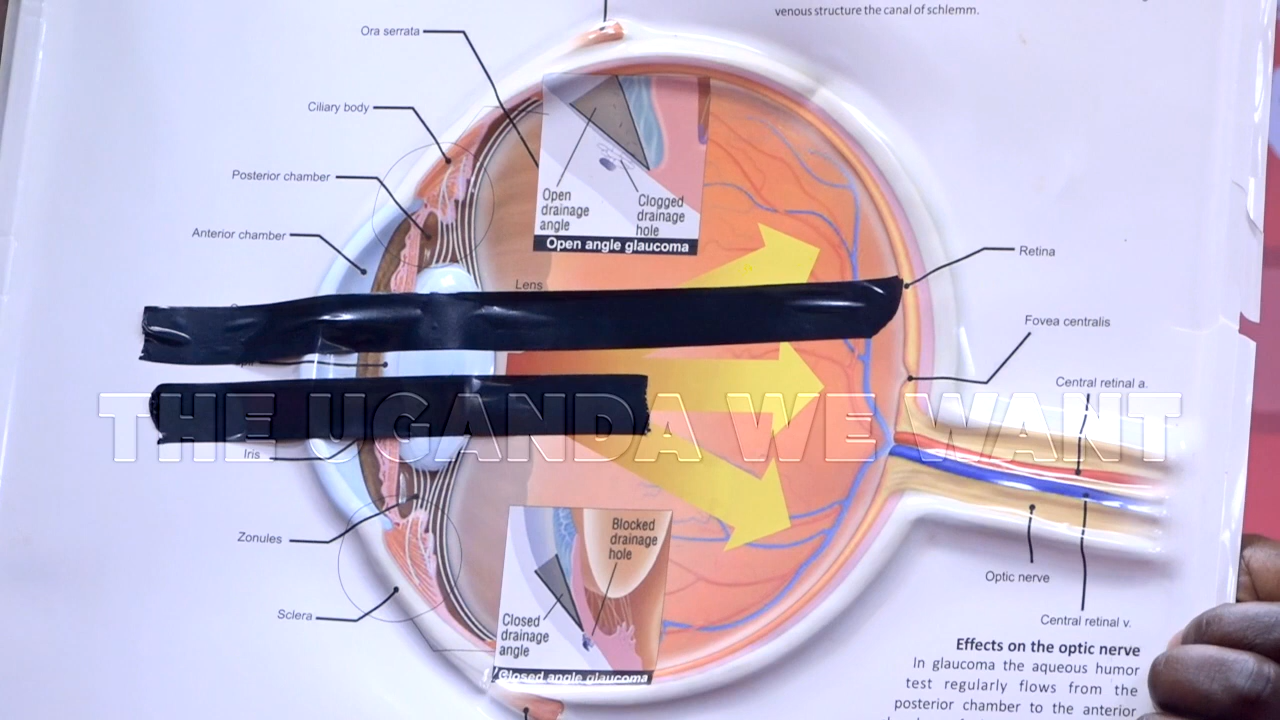 venous structure the canal of schlemm.
Ora serrata
Ciliary body
Posterior chamber
Anterior chamber
Open
drainage
angle
Clogged
drainage
hole
Open angle glaucoma
Lens
Retina
Fovea centralis
Central retinal a.
THE UGANDA WE WANT
Iris
Zonules
Sclera
Blocked
drainage
hole
Closed
drainage
angle
Closed angle glaucoma
Optic nerve
Central retinal v.
Effects on the optic nerve
In glaucoma the aqueous humor
test regularly flows from the
posterior chamber to the anterior